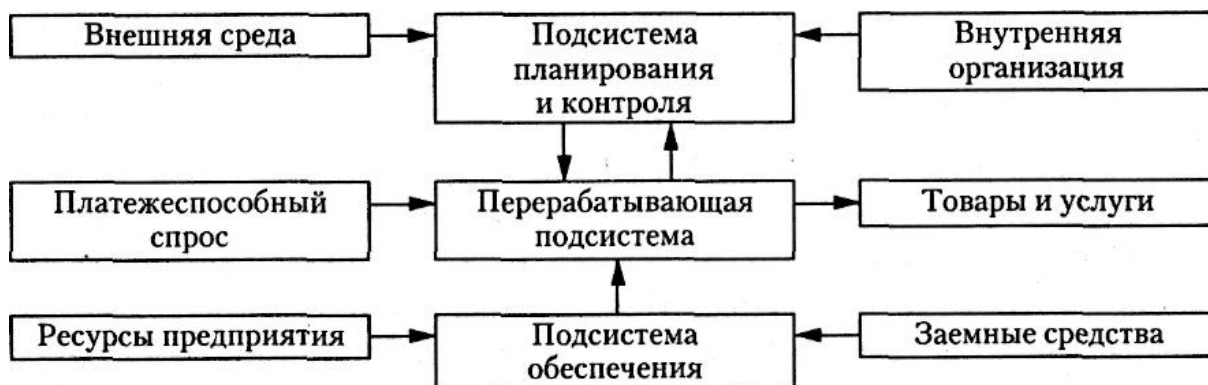 Внешняя среда
Подсистема
планирования
и контроля
Внутренняя
организация
Платежеспособный
спрос
Перерабатывающая
подсистема
Товары и услуги
Ресурсы предприятия
Подсистема
обеспечения
Заемные средства